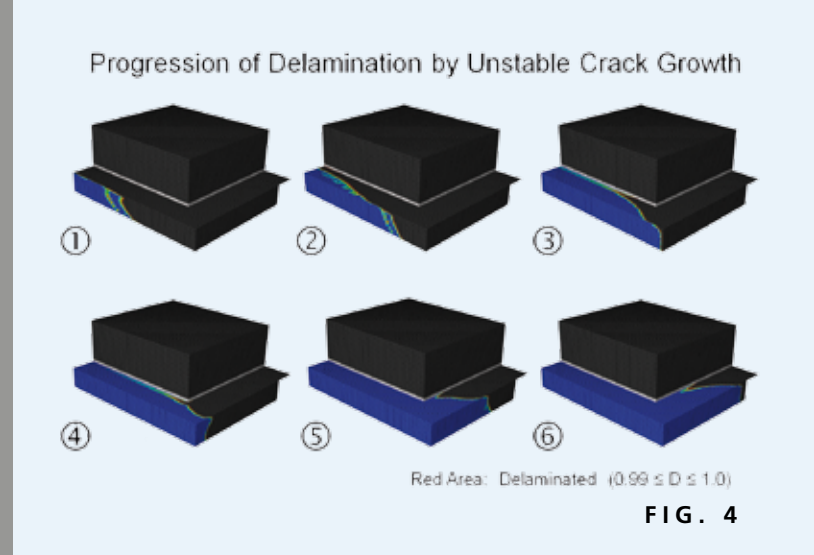 Progression of Delamination by Unstable Crack Growth
①
②
③
④
⑤
⑥
Red Area: Delaminated (0.99 ≤ D ≤ 1.0)
FIG. 4